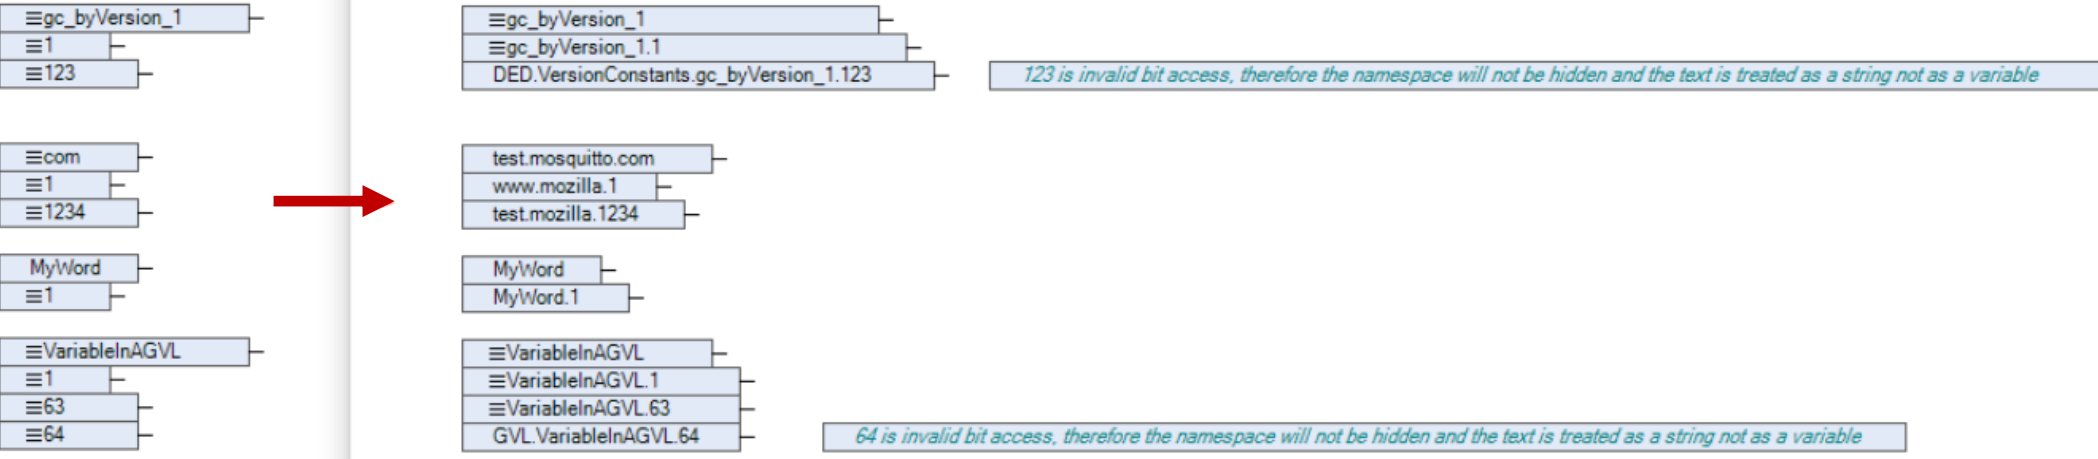 ≡gc_byVersion_1
≡1
≡123
≡com
≡1
≡1234
MyWord
≡1
≡VariableInAGVL
≡1
≡63
≡64
≡gc_byVersion_1
≡gc_byVersion_1.1
DED.VersionConstants.gc_byVersion_1.123
123 is invalid bit access, therefore the namespace will not be hidden and the text is treated as a string not as a variable
test.mosquitto.com
www.mozilla.1
test.mozilla.1234
MyWord
MyWord.1
≡VariableInAGVL
≡VariableInAGVL.1
≡VariableInAGVL.63
GVL.VariableInAGVL.64
64 is invalid bit access, therefore the namespace will not be hidden and the text is treated as a string not as a variable